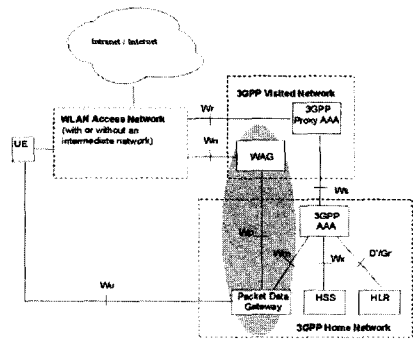 Intranet / Internet
WLAN Access Network
(with or without an
intermediate network)
UE
3GPP Visited Network
3GPP
Proxy AAA
Wr
Wn
WAG
Ws
3GPP
AAA
Wp
Wm
Wx
D'/Gr
Wu
Packet Data
Gateway
HSS
HLR
3GPP Home Network